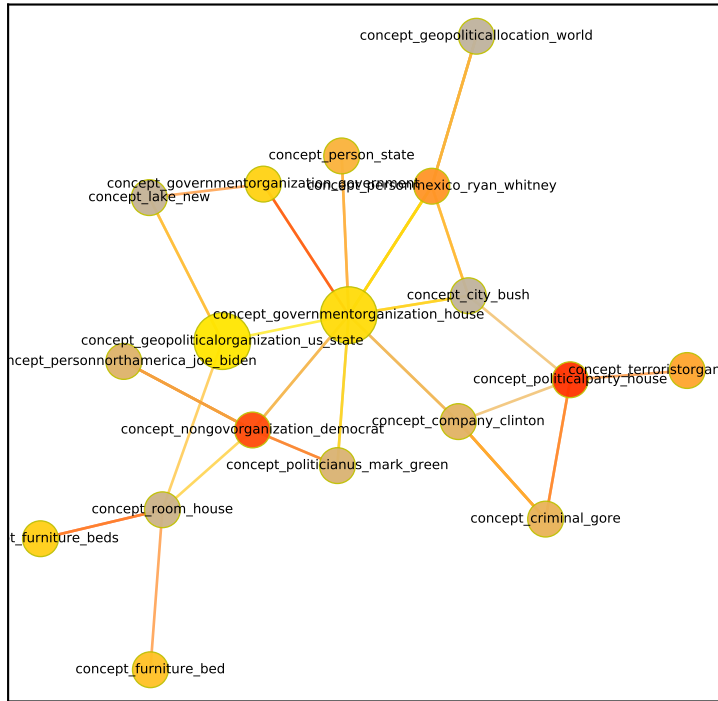 concept_geopoliticallocation_world
concept_person_state
concept_governmentorganization_government
concept_personmexico_ryan_whitney
concept_lake_new
concept_city_bush
concept_governmentorganization_house
concept_geopoliticalorganization_us_state
concept_personnorthamerica_joe_biden
concept_terroristorgan
concept_politicalparty_house
concept_company_clinton
concept_nongovorganization_democrat
concept_politicianus_mark_green
concept_room_house
concept_criminal_gore
t_furniture_beds
concept_furniture_bed